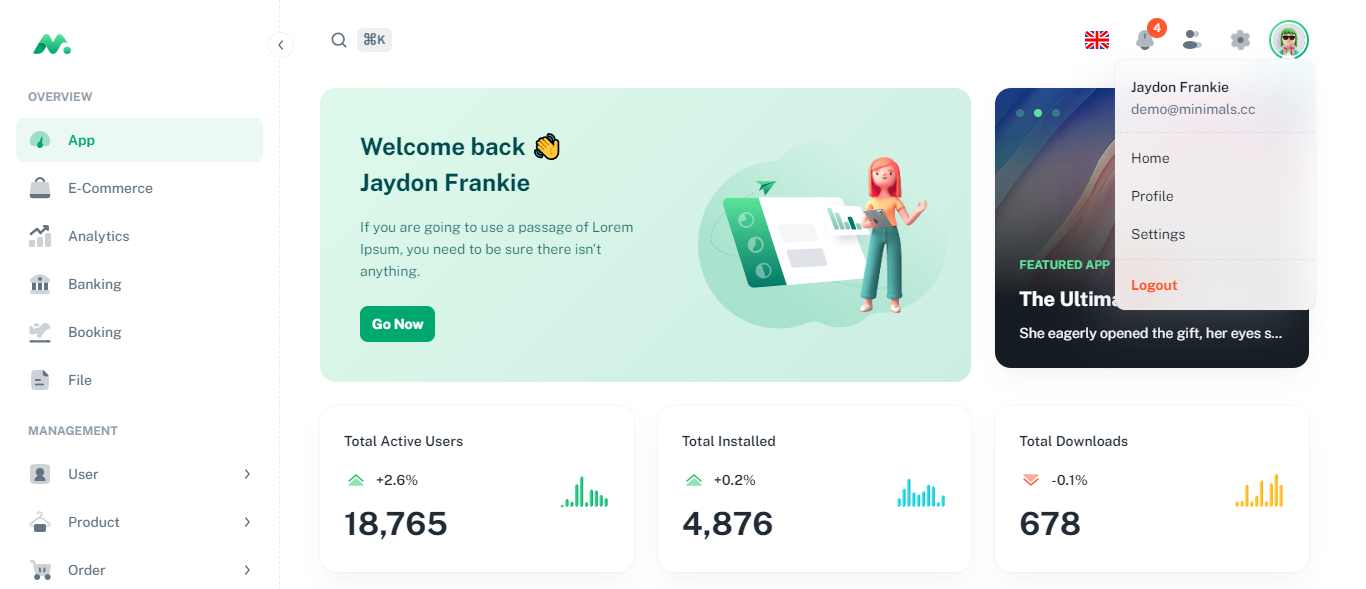 ⌘K
4
OVERVIEW
App
E-Commerce
Analytics
Banking
Booking
File
MANAGEMENT
User
Product
Order
Welcome back 👋
Jaydon Frankie
If you are going to use a passage of Lorem
Ipsum, you need to be sure there isn't
anything.
Go Now
FEATURED APP
The Ultima
She eagerly opened the gift, her eyes s...
Jaydon Frankie
demo@minimals.cc
Home
Profile
Settings
Logout
Total Active Users
+2.6%
18,765
Total Installed
+0.2%
4,876
Total Downloads
-0.1%
678